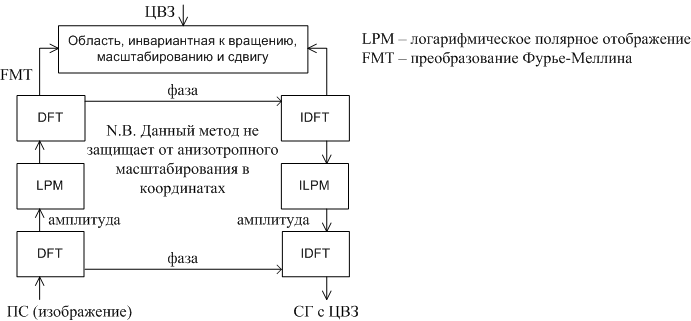 ЦВЗ
Область, инвариантная к вращению,
масштабированию и сдвигу
LPM – логарифмическое полярное отображение
FMT – преобразование Фурье-Меллина
FMT
фаза
DFT
IDFT
N.B. Данный метод не
защищает от анизотропного
масштабирования в
координатах
LPM
ILPM
амплитуда
амплитуда
DFT
IDFT
фаза
ПС (изображение)
СГ с ЦВЗ